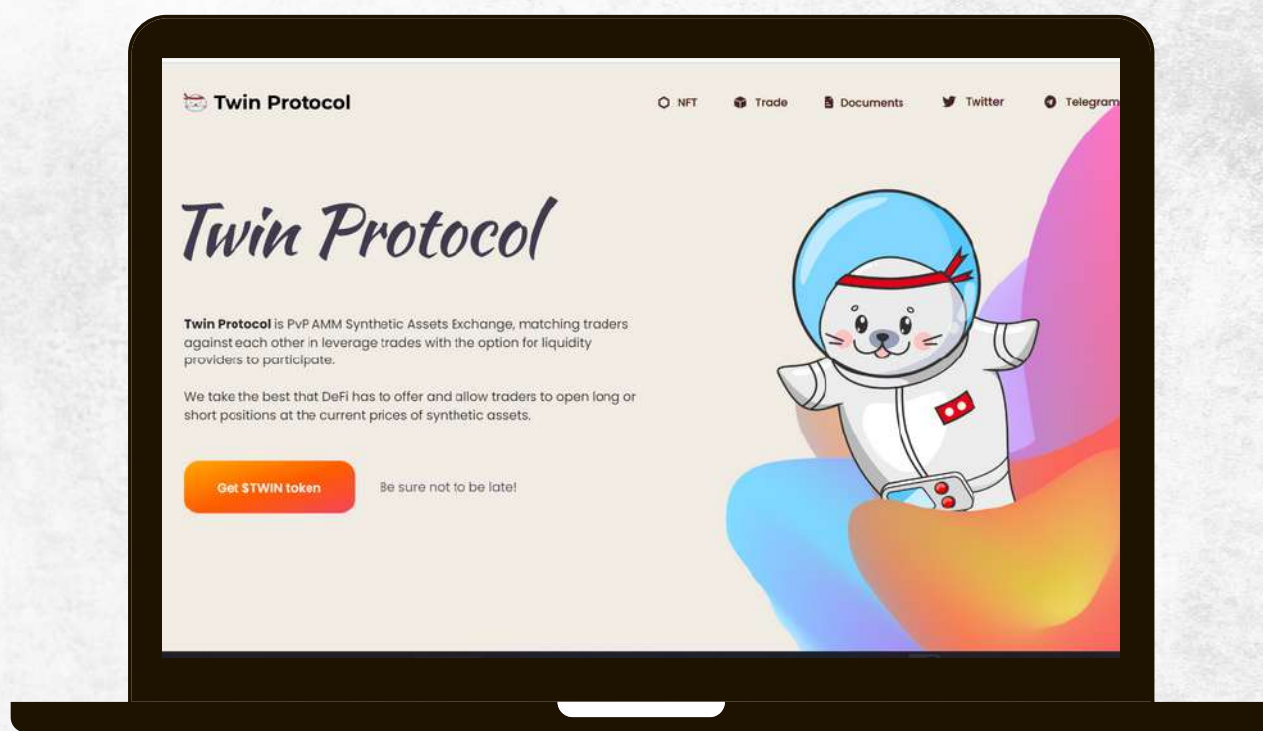 Twin Protocol
NFT
Trade
Documents
Twitter
Telegram
Twin Protocol
Twin Protocol is PvP AMM Synthetic Assets Exchange, matching traders
against each other in leverage trades with the option for liquidity
providers to participate.
We take the best that DeFi has to offer and allow traders to open long or
short positions at the current prices of synthetic assets.
Get $TWIN token
Be sure not to be late!